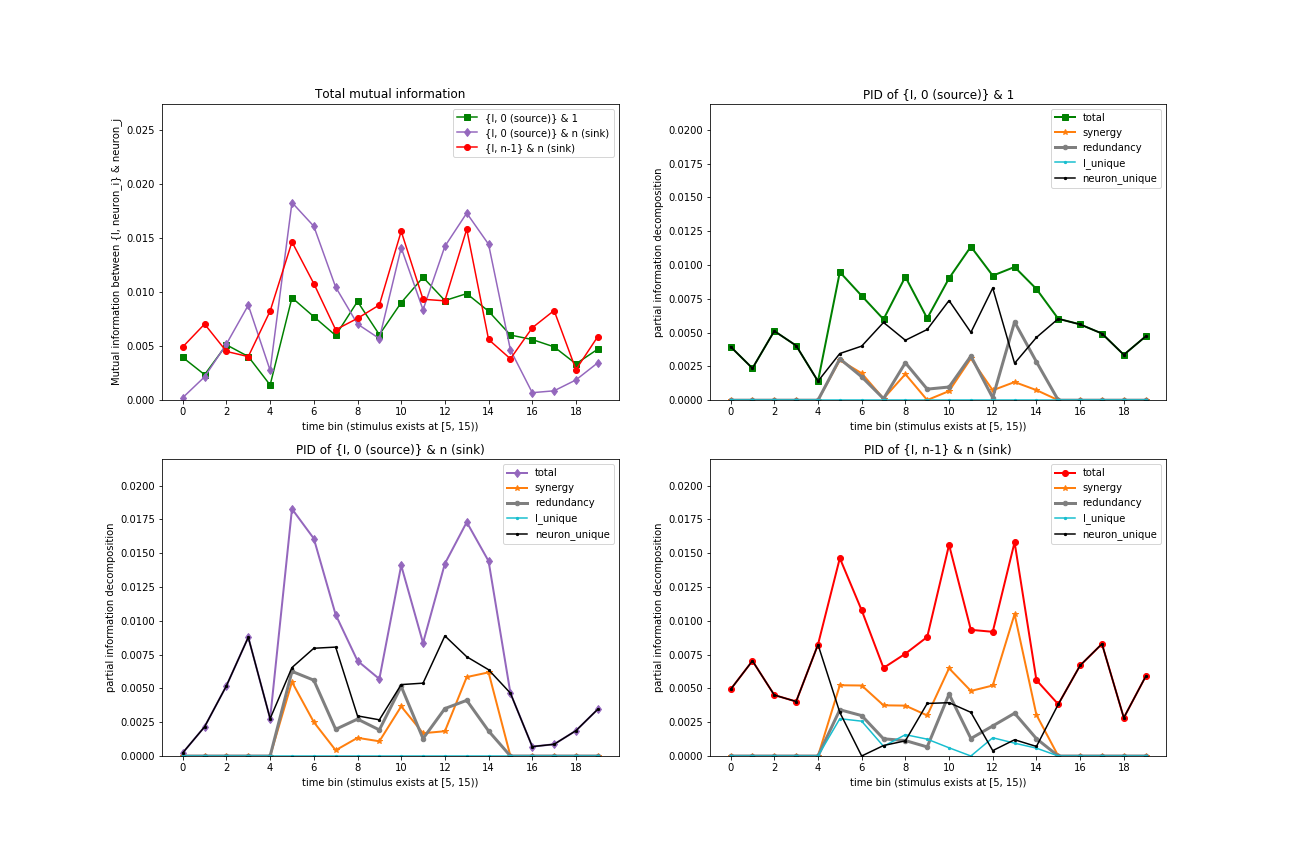 Total mutual information
Mutual information between {I, neuron_i} & neuron_j
0.025
0.020
0.015
0.010
0.005
0.000
{I, 0 (source)} & 1
{I, 0 (source)} & n (sink)
{I, n-1} & n (sink)
0 2 4 6 8 10 12 14 16 18
time bin (stimulus exists at [5, 15))
PID of {I, 0 (source)} & 1
partial information decomposition
0.0200
0.0175
0.0150
0.0125
0.0100
0.0075
0.0050
0.0025
0.0000
total
synergy
redundancy
I_unique
neuron_unique
0 2 4 6 8 10 12 14 16 18
time bin (stimulus exists at [5, 15))
PID of {I, 0 (source)} & n (sink)
partial information decomposition
0.0200
0.0175
0.0150
0.0125
0.0100
0.0075
0.0050
0.0025
0.0000
total
synergy
redundancy
I_unique
neuron_unique
0 2 4 6 8 10 12 14 16 18
time bin (stimulus exists at [5, 15))
PID of {I, n-1} & n (sink)
partial information decomposition
0.0200
0.0175
0.0150
0.0125
0.0100
0.0075
0.0050
0.0025
0.0000
total
synergy
redundancy
I_unique
neuron_unique
0 2 4 6 8 10 12 14 16 18
time bin (stimulus exists at [5, 15))